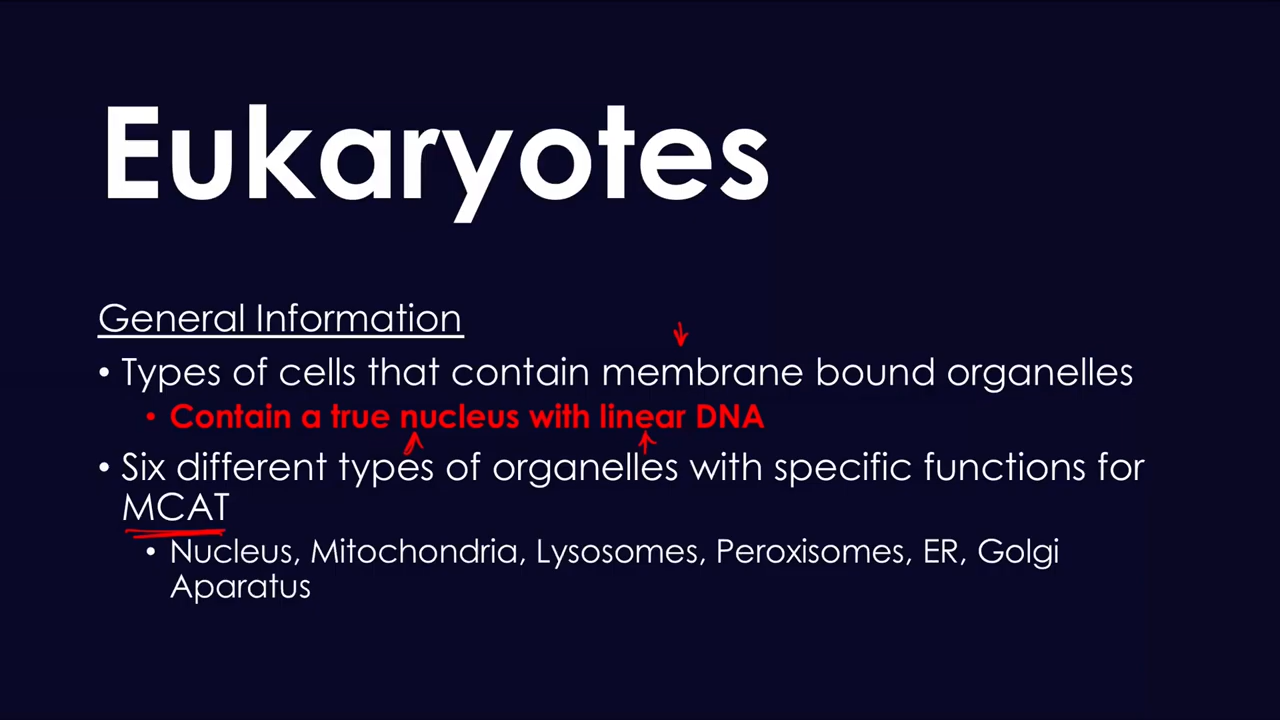 Eukaryotes
General Information
• Types of cells that contain membrane bound organelles
• Contain a true nucleus with linear DNA
• Six different types of organelles with specific functions for
MCAT
• Nucleus, Mitochondria, Lysosomes, Peroxisomes, ER, Golgi
Aparatus